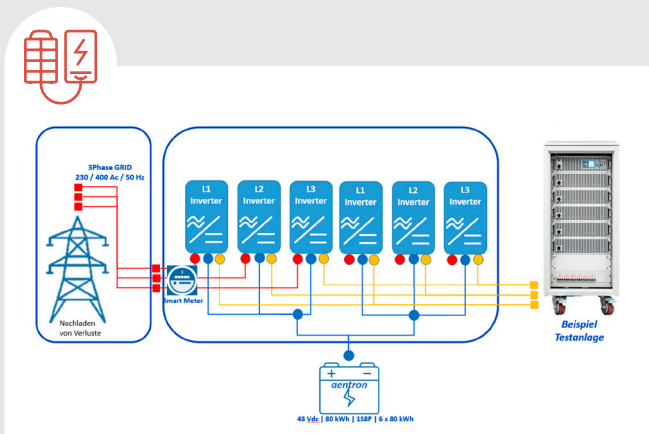 3Phase GRID
230 / 400 Ac / 50 Hz
Nachladen
von Verluste
L1
Inverter
L2
Inverter
L3
Inverter
L1
Inverter
L2
Inverter
L3
Inverter
Smart Meter
+ −
aentron
48 Vdc | 80 kWh | 158P | 6 x 80 kWh
Beispiel
Testanlage